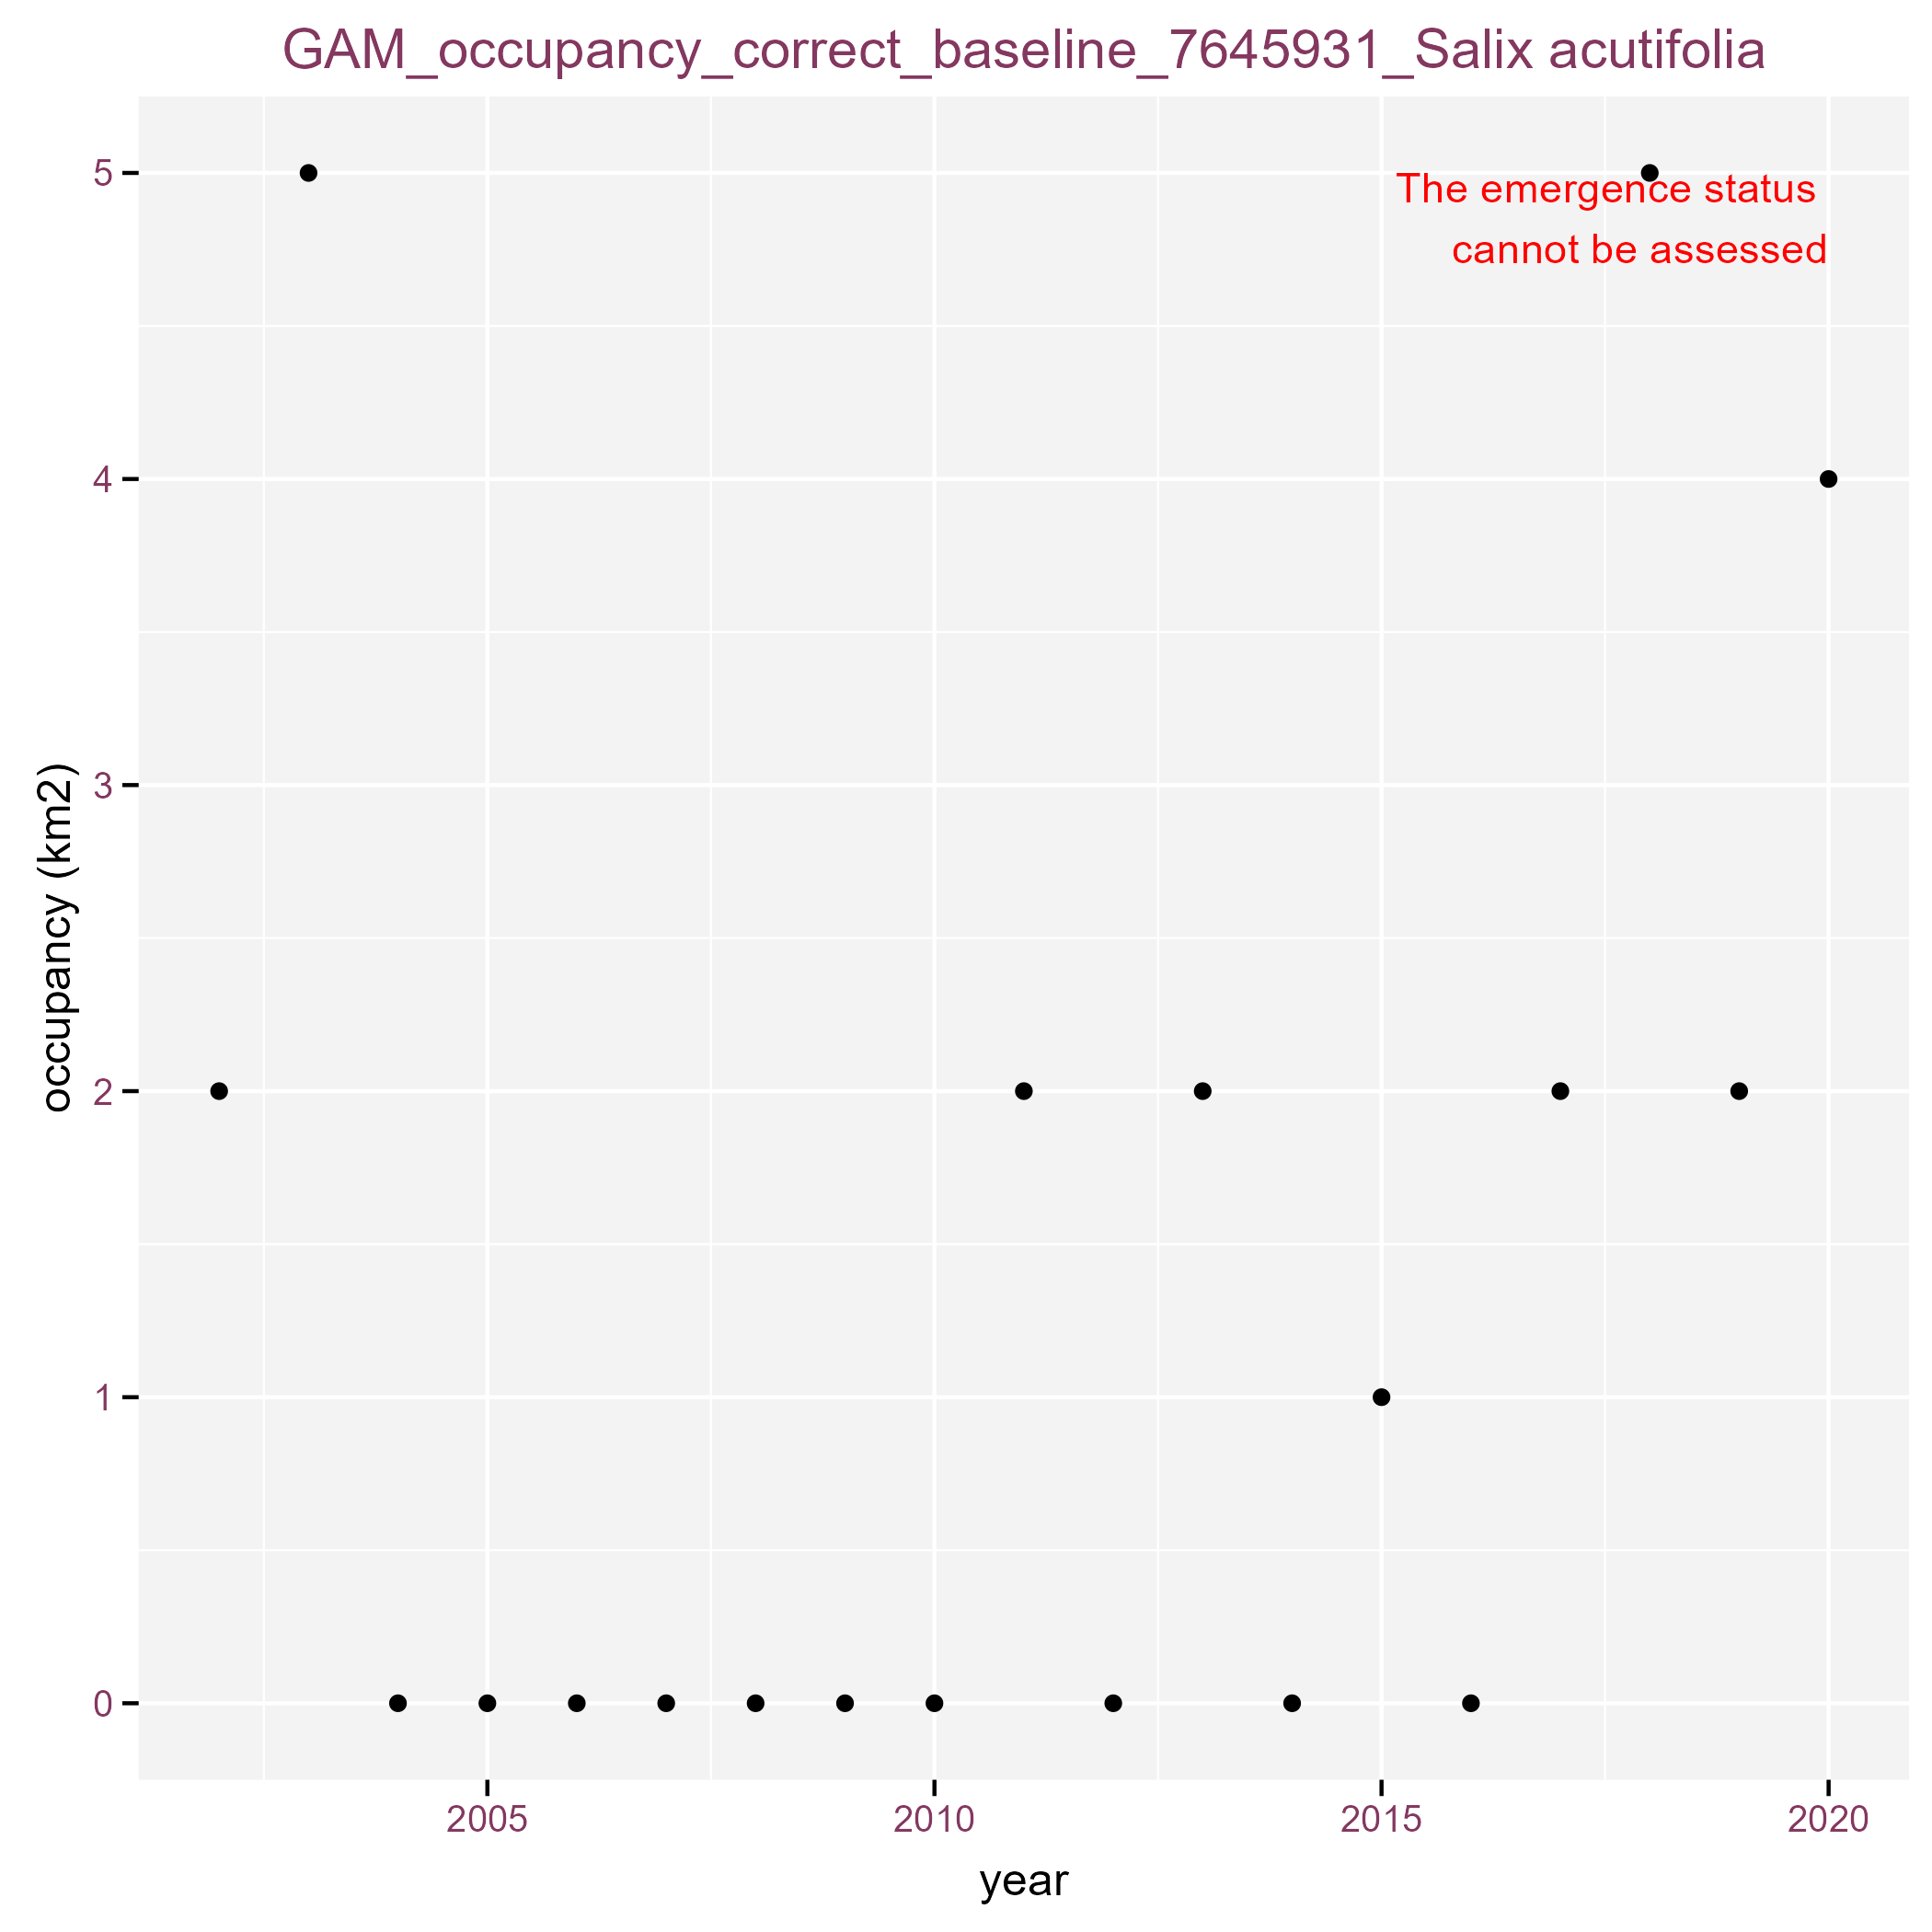 GAM_occupancy_correct_baseline_7645931_Salix acutifolia
The emergence status
cannot be assessed
occupancy (km2)
5
4
3
2
1
0
2005 2010 2015 2020
year